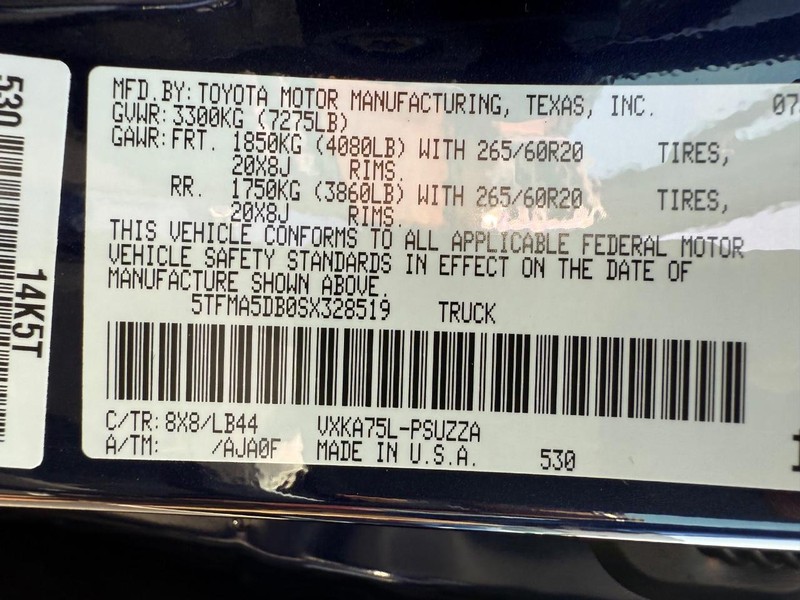 530
14K5T
MFD. BY: TOYOTA MOTOR MANUFACTURING, TEXAS, INC. 07
GVWR: 3300KG (7275LB)
GAWR: FRT. 1850KG (4080LB) WITH 265/60R20 TIRES,
20X8J RIMS.
RR. 1750KG (3860LB) WITH 265/60R20 TIRES,
20X8J RIMS.
THIS VEHICLE CONFORMS TO ALL APPLICABLE FEDERAL MOTOR
VEHICLE SAFETY STANDARDS IN EFFECT ON THE DATE OF
MANUFACTURE SHOWN ABOVE.
5TFMA5DB0SX328519 TRUCK
C/TR: 8X8/LB44 VXKA75L-PSUZZA
A/TM: /AJA0F MADE IN U.S.A. 530